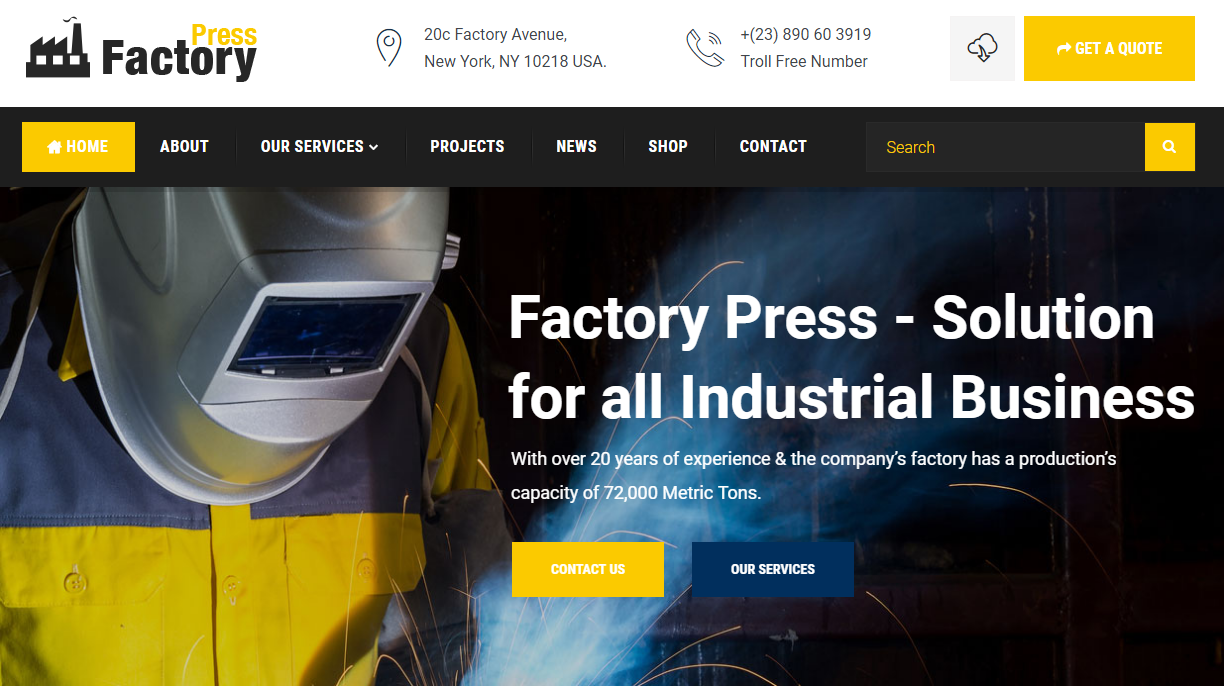 Press
Factory
20c Factory Avenue,
New York, NY 10218 USA.
+(23) 890 60 3919
Troll Free Number
GET A QUOTE
HOME
ABOUT
OUR SERVICES
PROJECTS
NEWS
SHOP
CONTACT
Search
Factory Press - Solution
for all Industrial Business
With over 20 years of experience & the company’s factory has a production’s
capacity of 72,000 Metric Tons.
CONTACT US
OUR SERVICES